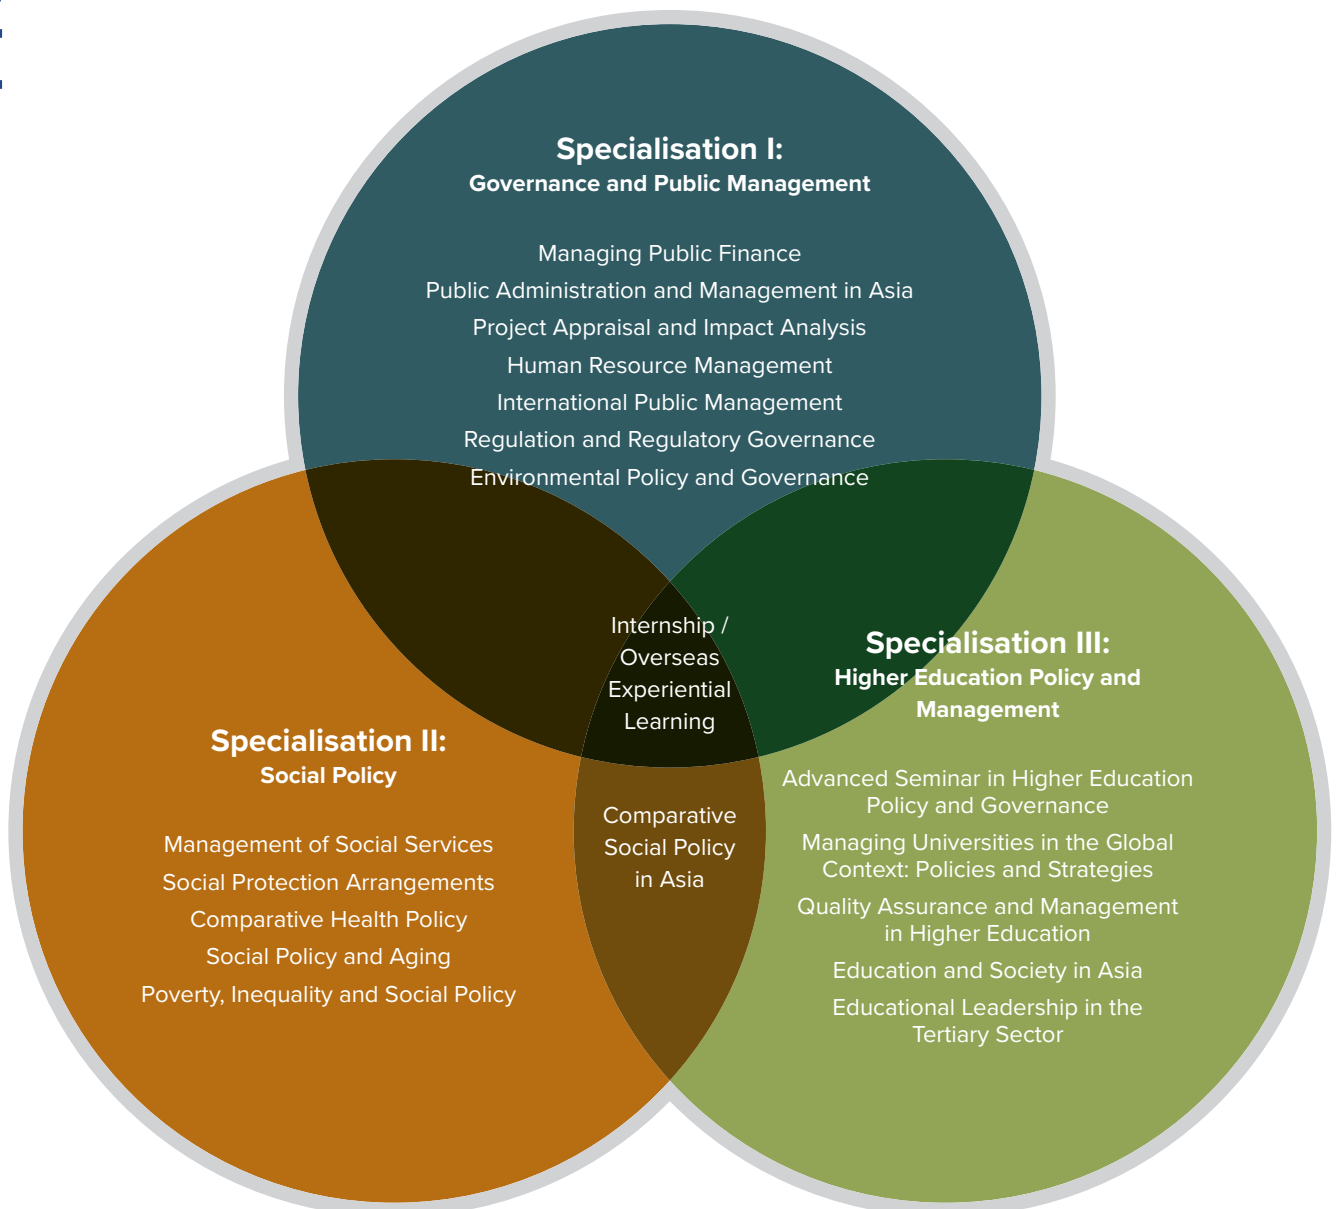 Specialisation I:
Governance and Public Management
Managing Public Finance
Public Administration and Management in Asia
Project Appraisal and Impact Analysis
Human Resource Management
International Public Management
Regulation and Regulatory Governance
Environmental Policy and Governance
Internship /
Overseas
Experiential
Learning
Specialisation II:
Social Policy
Management of Social Services
Social Protection Arrangements
Comparative Health Policy
Social Policy and Aging
Poverty, Inequality and Social Policy
Comparative
Social Policy
in Asia
Specialisation III:
Higher Education Policy and
Management
Advanced Seminar in Higher Education
Policy and Governance
Managing Universities in the Global
Context: Policies and Strategies
Quality Assurance and Management
in Higher Education
Education and Society in Asia
Educational Leadership in the
Tertiary Sector